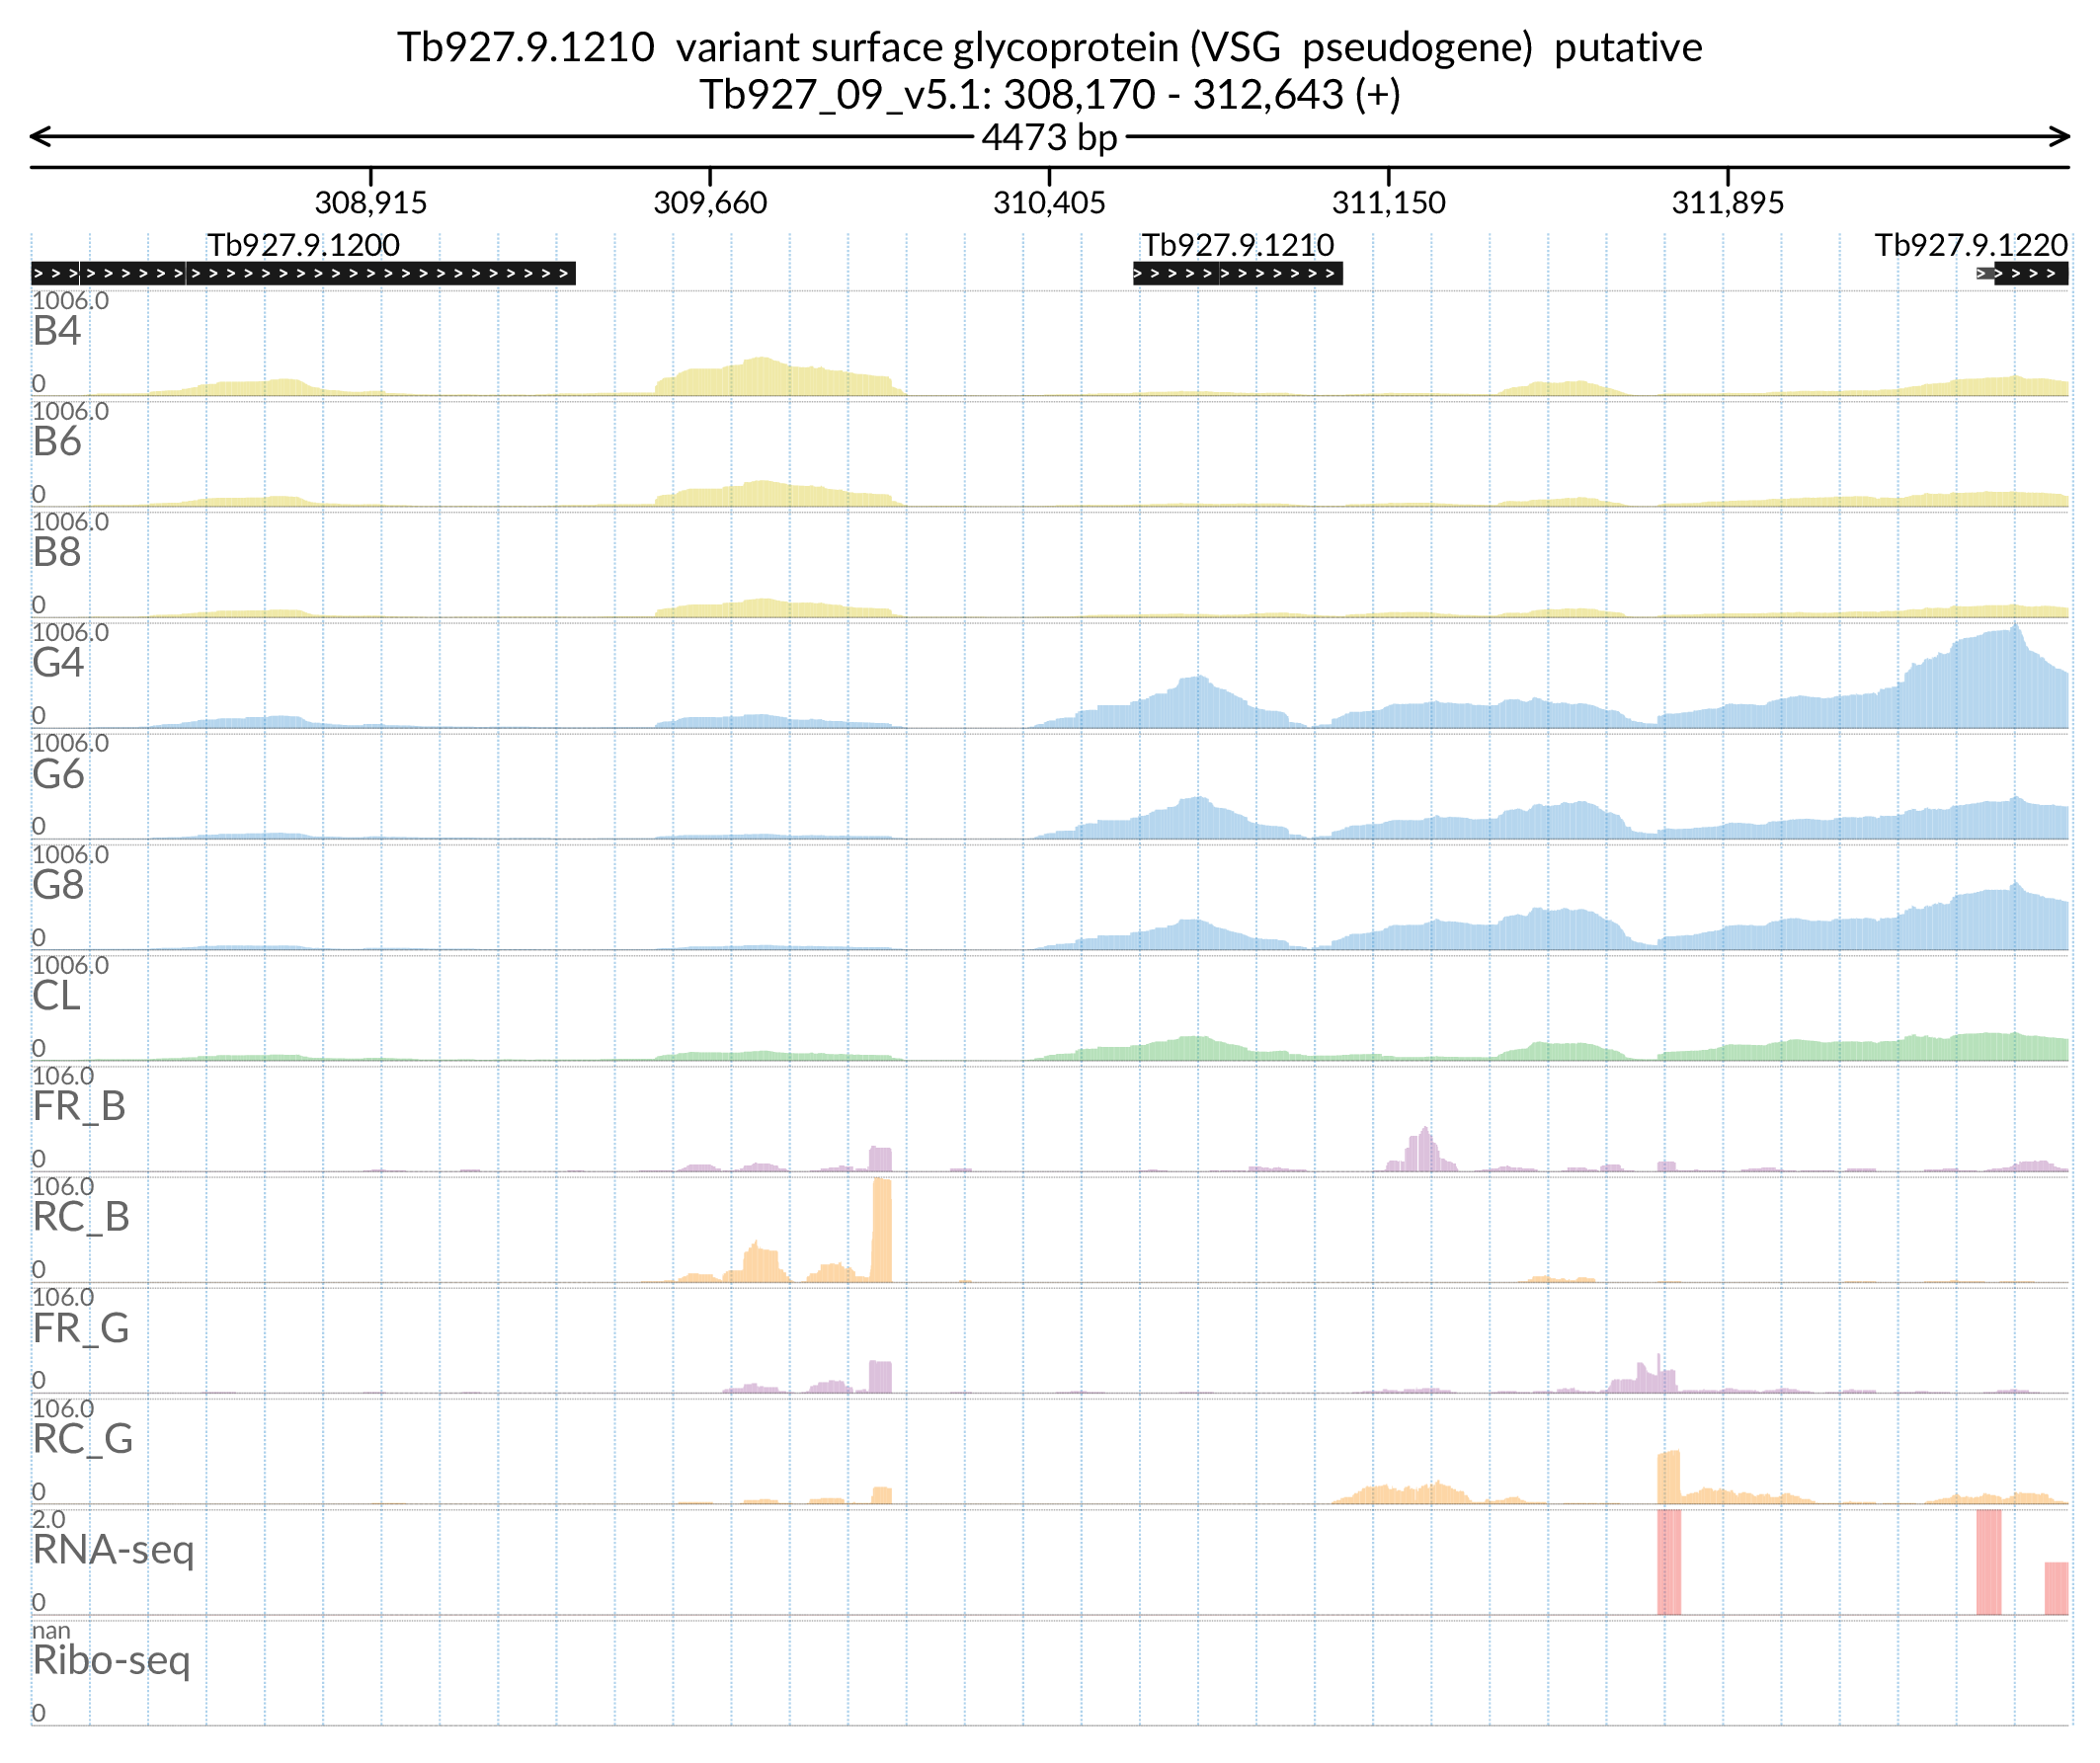 Tb927.9.1210 variant surface glycoprotein (VSG pseudogene) putative
Tb927_09_v5.1: 308,170 - 312,643 (+)
4473 bp
308,915 309,660 310,405 311,150 311,895
Tb927.9.1200 Tb927.9.1210 Tb927.9.1220
1006.0
B4
0
1006.0
B6
0
1006.0
B8
0
1006.0
G4
0
1006.0
G6
0
1006.0
G8
0
1006.0
CL
0
106.0
FR_B
0
106.0
RC_B
0
106.0
FR_G
0
106.0
RC_G
0
2.0
RNA-seq
0
nan
Ribo-seq
0